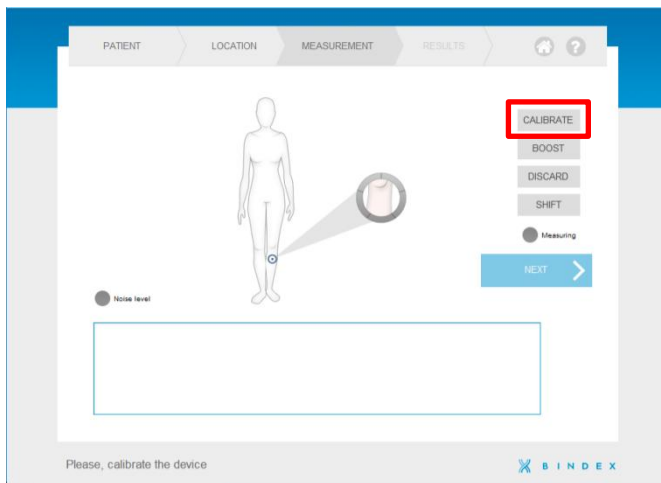 PATIENT LOCATION MEASUREMENT RESULTS ?
CALIBRATE
BOOST
DISCARD
SHIFT
Measuring
NEXT
Noise level
Please, calibrate the device
BINDEX